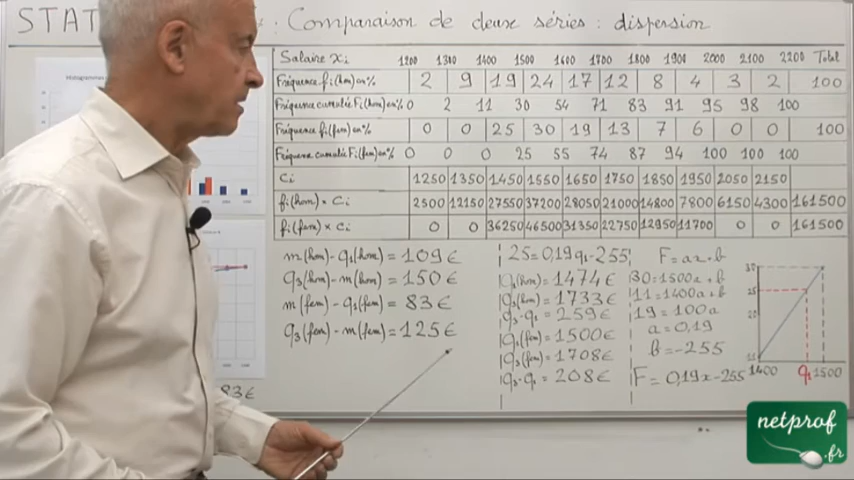 STAT : Comparaison de deux séries : dispersion
Histogrammes
Salaire xi 1200 1300 1400 1500 1600 1700 1800 1900 2000 2100 2200 Total
Fréquence fi(hom) en % 2 9 19 24 17 12 8 4 3 2 100
Fréquence cumulée Fi(hom) en % 0 2 11 30 54 71 83 91 95 98 100
Fréquence fi(fem) en % 0 0 25 30 19 13 7 6 0 0 100
Fréquence cumulée Fi(fem) en % 0 0 0 25 55 74 87 94 100 100 100
Ci 1250 1350 1450 1550 1650 1750 1850 1950 2050 2150
fi(hom) × Ci 2500 12150 27550 37200 28050 21000 14800 7800 6150 4300 161500
fi(fem) × Ci 0 0 36250 46500 31350 22750 12950 11700 0 0 161500
m(hom) - q1(hom) = 109€
q3(hom) - m(hom) = 150€
m(fem) - q1(fem) = 83€
q3(fem) - m(fem) = 125€
83€
25 = 0,19q1 - 255
q1(hom) = 1474€
q3(hom) = 1733€
q3 - q1 = 259€
q1(fem) = 1500€
q3(fem) = 1708€
q3 - q1 = 208€
F = ax + b
30 = 1500a + b
11 = 1400a + b
19 = 100a
a = 0,19
b = -255
F = 0,19x - 255
30
25
20
11
1400 q1 1500
netprof
.fr